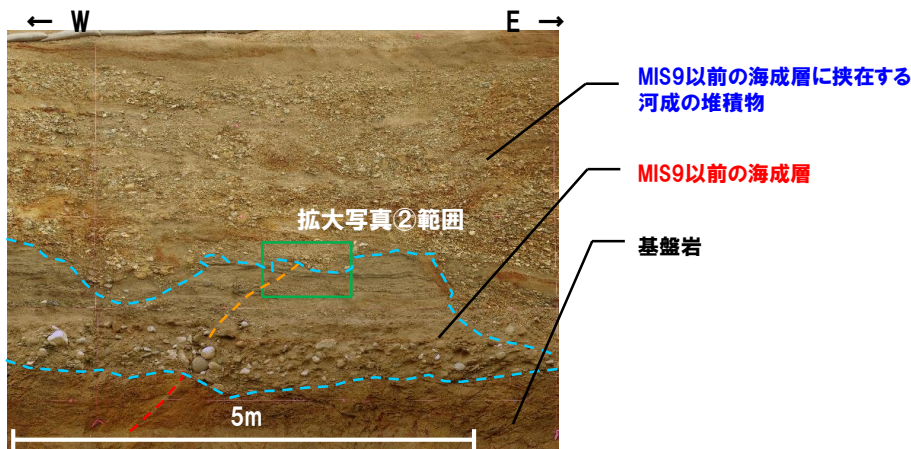 ← W
E →
MIS9以前の海成層に挟在する
河成の堆積物
MIS9以前の海成層
拡大写真②範囲
基盤岩
5m